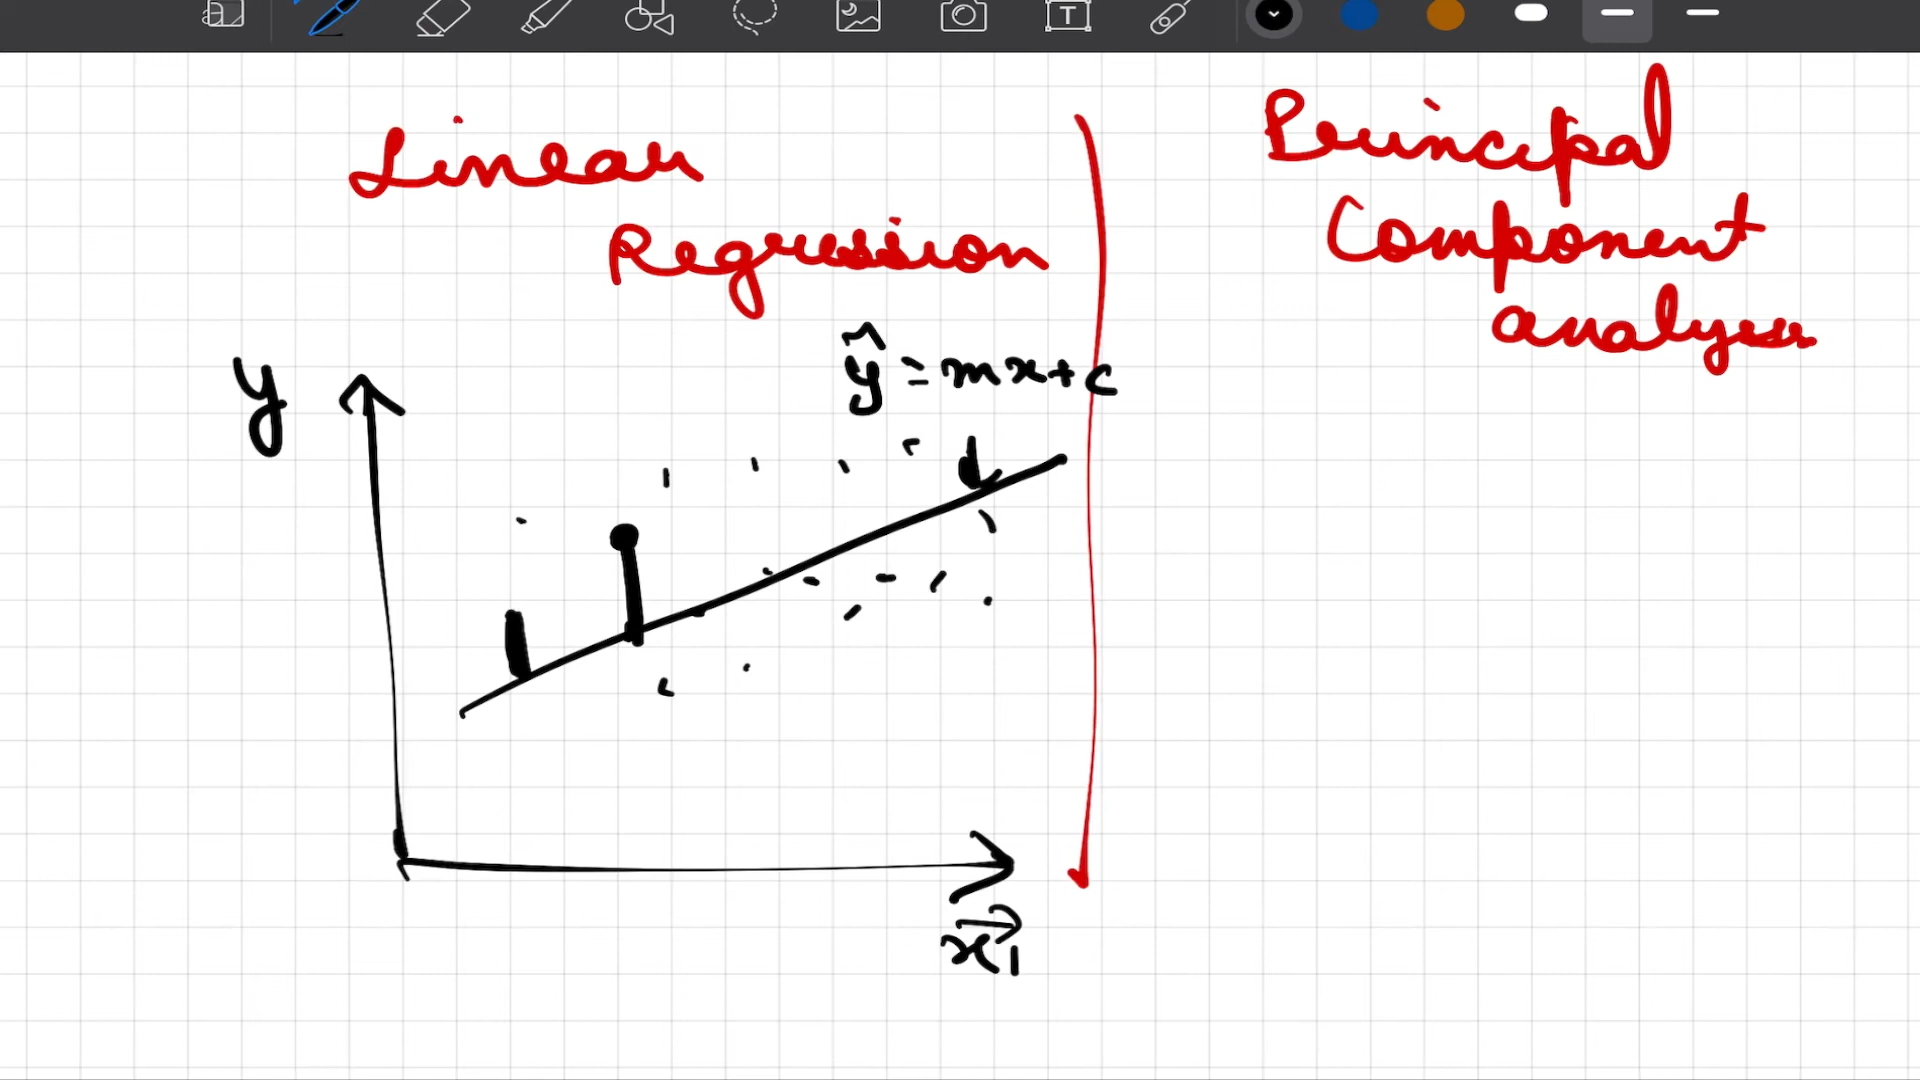 Linear
Regression
Principal
Component
analysis
ŷ = mx + c
y
x⃗₁